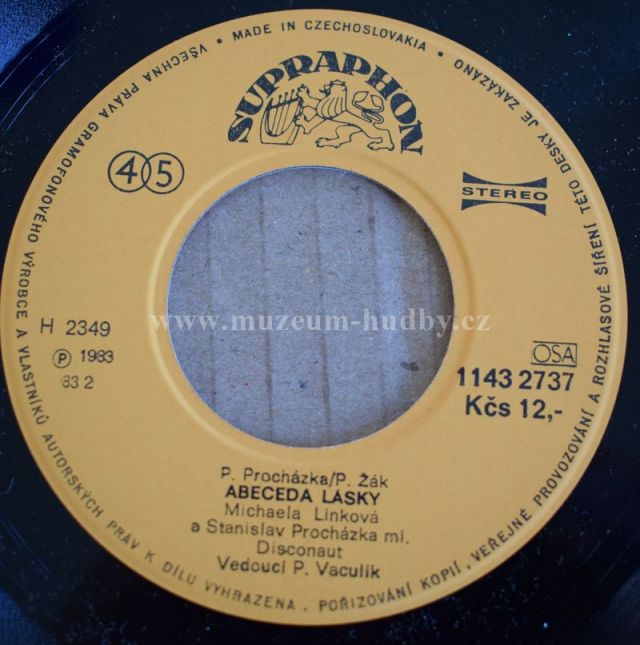 VŠECHNA PRÁVA GRAMOFONOVÉHO VÝROBCE A VLASTNÍKŮ AUTORSKÝCH PRÁV K DÍLU VYHRAZENA. POŘIZOVÁNÍ KOPIÍ, VEŘEJNÉ PROVOZOVÁNÍ A ROZHLASOVÉ ŠÍŘENÍ TÉTO DESKY JE ZAKÁZÁNO • MADE IN CZECHOSLOVAKIA •
SUPRAPHON
45
STEREO
www.muzeum-hudby.cz
H 2349
Ⓟ 1983
83 2
OSA
1143 2737
Kčs 12,-
P. Procházka/P. Žák
ABECEDA LÁSKY
Michaela Linková
a Stanislav Procházka ml.
Disconaut
Vedoucí P. Vaculík